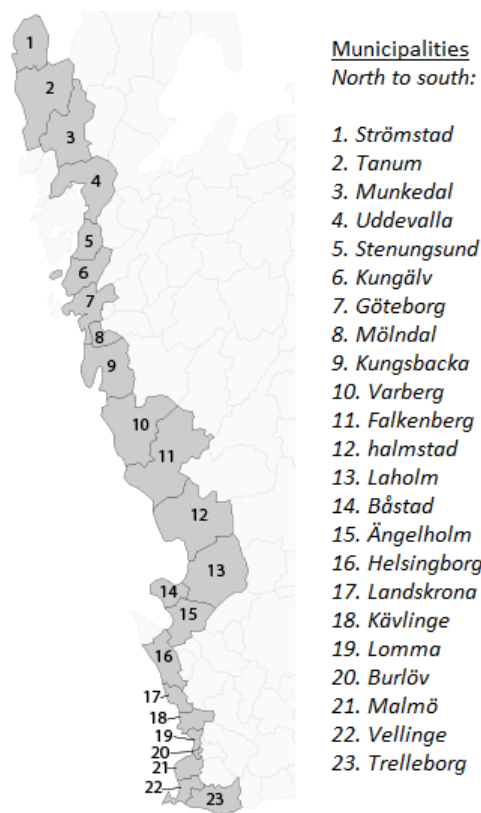 1
2
3
4
5
6
7
8
9
10
11
12
13
14
15
16
17
18
19
20
21
22
23
Municipalities
North to south:
1. Strömstad
2. Tanum
3. Munkedal
4. Uddevalla
5. Stenungsund
6. Kungälv
7. Göteborg
8. Mölndal
9. Kungsbacka
10. Varberg
11. Falkenberg
12. halmstad
13. Laholm
14. Båstad
15. Ängelholm
16. Helsingborg
17. Landskrona
18. Kävlinge
19. Lomma
20. Burlöv
21. Malmö
22. Vellinge
23. Trelleborg